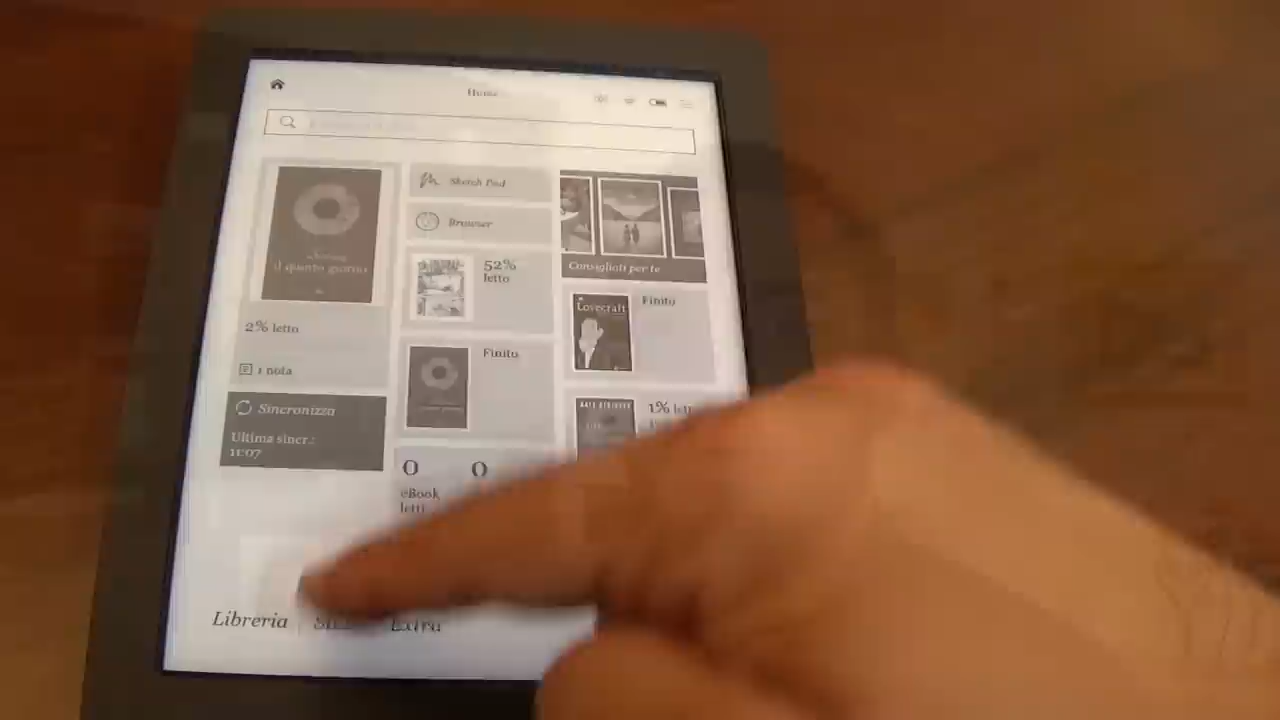 Home
il quinto giorno
2% letto
1 nota
Sincronizza
Ultima sincr.:
11:07
Sketch Pad
Browser
52%
letto
Finito
0
eBook
letti
0
Consigliati per te
Lovecraft
Finito
1%
Libreria
Extra